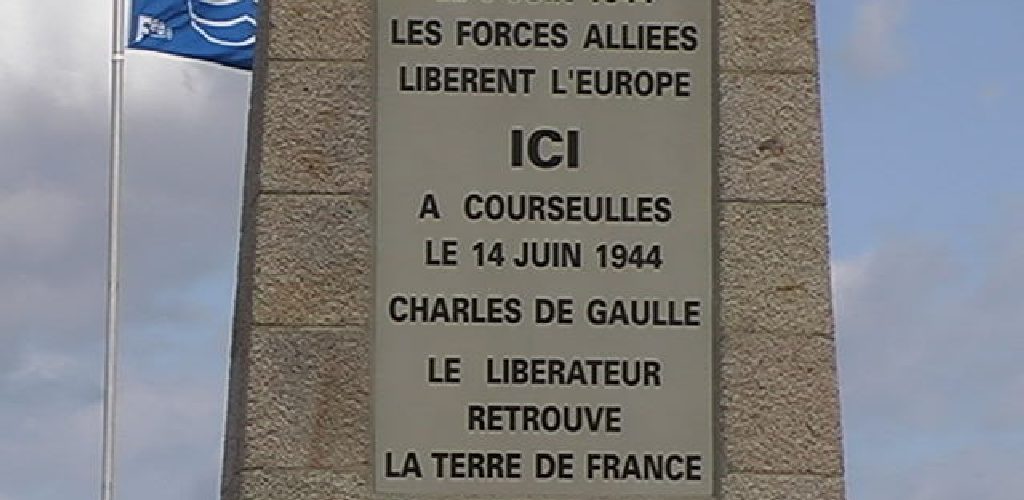 LES FORCES ALLIEES
LIBERENT L'EUROPE
ICI
A COURSEULLES
LE 14 JUIN 1944
CHARLES DE GAULLE
LE LIBERATEUR
RETROUVE
LA TERRE DE FRANCE